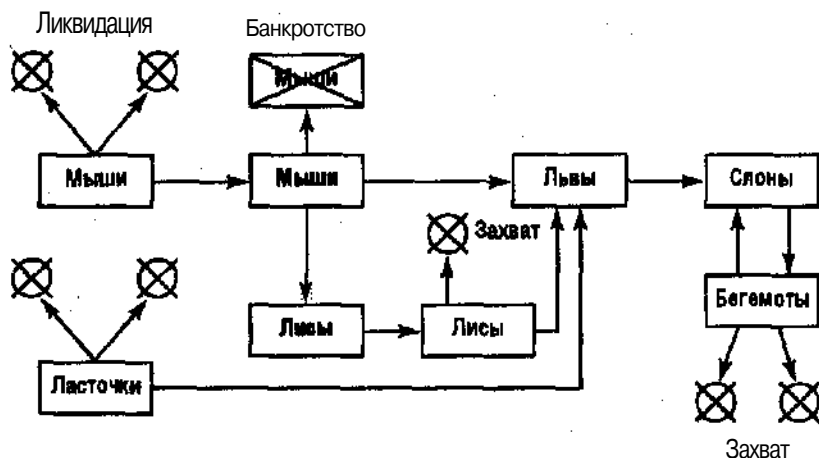 Ликвидация
Банкротство
Мыши
Мыши
Мыши
Львы
Слоны
Захват
Лисы
Лисы
Бегемоты
Ласточки
Захват